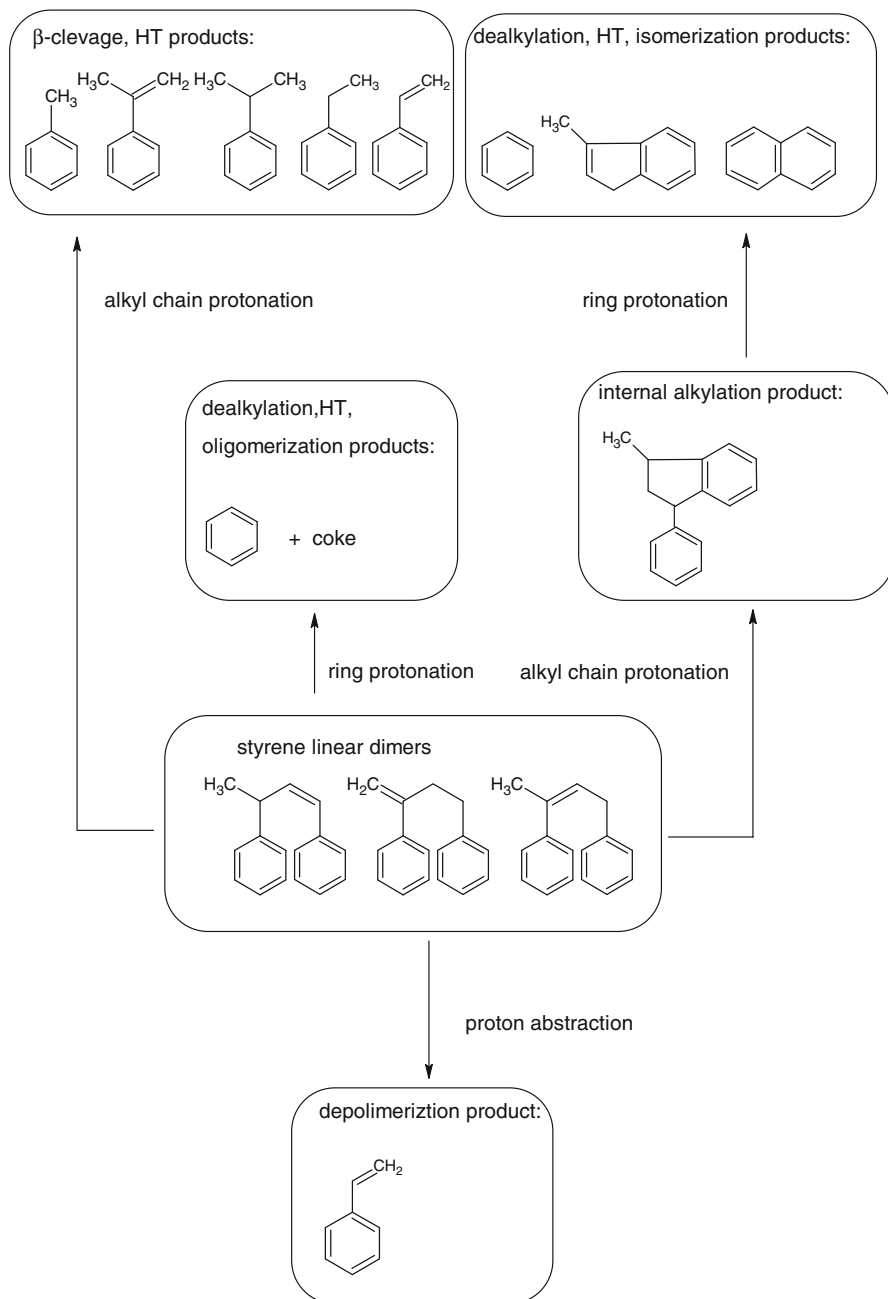 β-clevage, HT products:
CH3
H3C
CH2
H3C
CH3
CH3
CH2
dealkylation, HT, isomerization products:
H3C
alkyl chain protonation
ring protonation
dealkylation,HT,
oligomerization products:
+ coke
internal alkylation product:
H3C
ring protonation
alkyl chain protonation
styrene linear dimers
H3C
H2C
H3C
proton abstraction
depolimeriztion product:
CH2